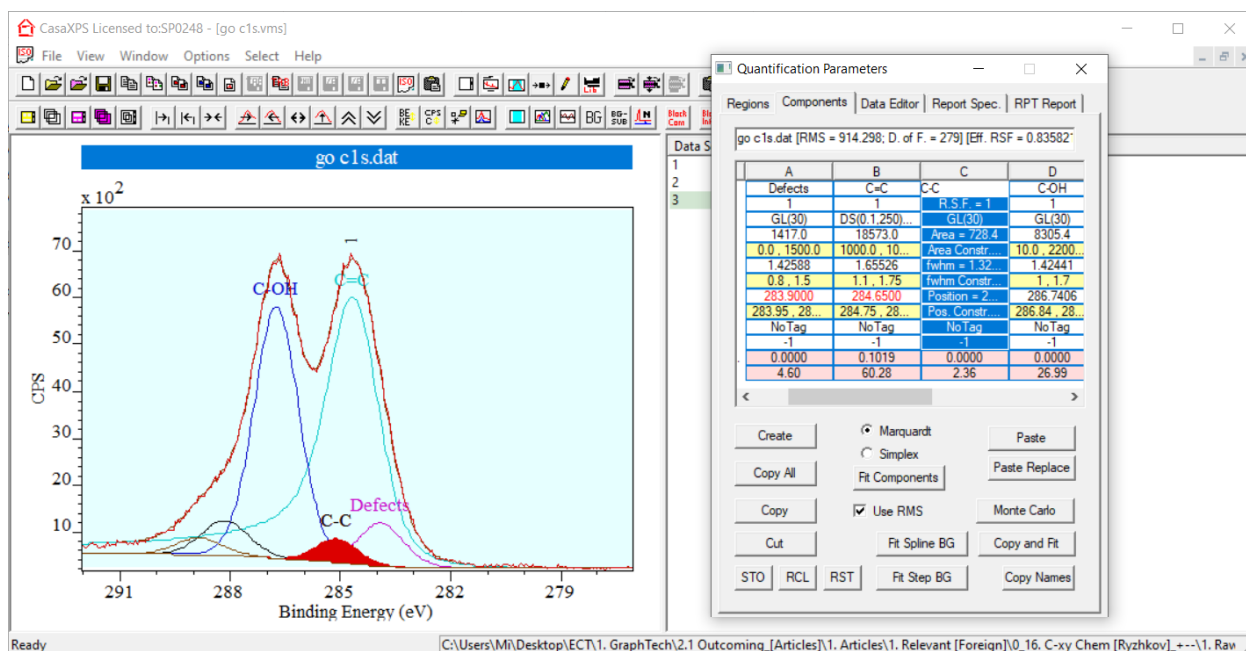 CasaXPS Licensed to:SP0248 - [go c1s.vms]
File View Window Options Select Help
BE KE CPS C BG BG-SUB
go c1s.dat
x 10²
70
60
50
40
30
20
10
CPS
C-OH
1
C=C
C-C
Defects
291 288 285 282 279
Binding Energy (eV)
Data S
1
2
3
Quantification Parameters
Regions Components Data Editor Report Spec. RPT Report
go c1s.dat [RMS = 914.298; D. of F. = 279] [Eff. RSF = 0.83582
A B C D
Defects C=C C-C C-OH
1 1 R.S.F. = 1 1
GL(30) DS(0.1,250)... GL(30) GL(30)
1417.0 18573.0 Area = 728.4 8305.4
0.0 , 1500.0 1000.0 , 10... Area Constr... 10.0 , 2200...
1.42588 1.65526 fwhm = 1.32... 1.42441
0.8 , 1.5 1.1 , 1.75 fwhm Constr... 1 , 1.7
283.9000 284.6500 Position = 2... 286.7406
283.95 , 28... 284.75 , 28... Pos. Constr.... 286.84 , 28...
NoTag NoTag NoTag NoTag
-1 -1 -1 -1
0.0000 0.1019 0.0000 0.0000
4.60 60.28 2.36 26.99
Create Marquardt Paste
Simplex
Copy All Fit Components Paste Replace
Copy Use RMS Monte Carlo
Cut Fit Spline BG Copy and Fit
STO RCL RST Fit Step BG Copy Names
Ready C:\Users\Mi\Desktop\ECT\1. GraphTech\2.1 Outcoming_[Articles]\1. Articles\1. Relevant [Foreign]\0_16. C-xy Chem [Ryzhkov]_+--\1. Raw